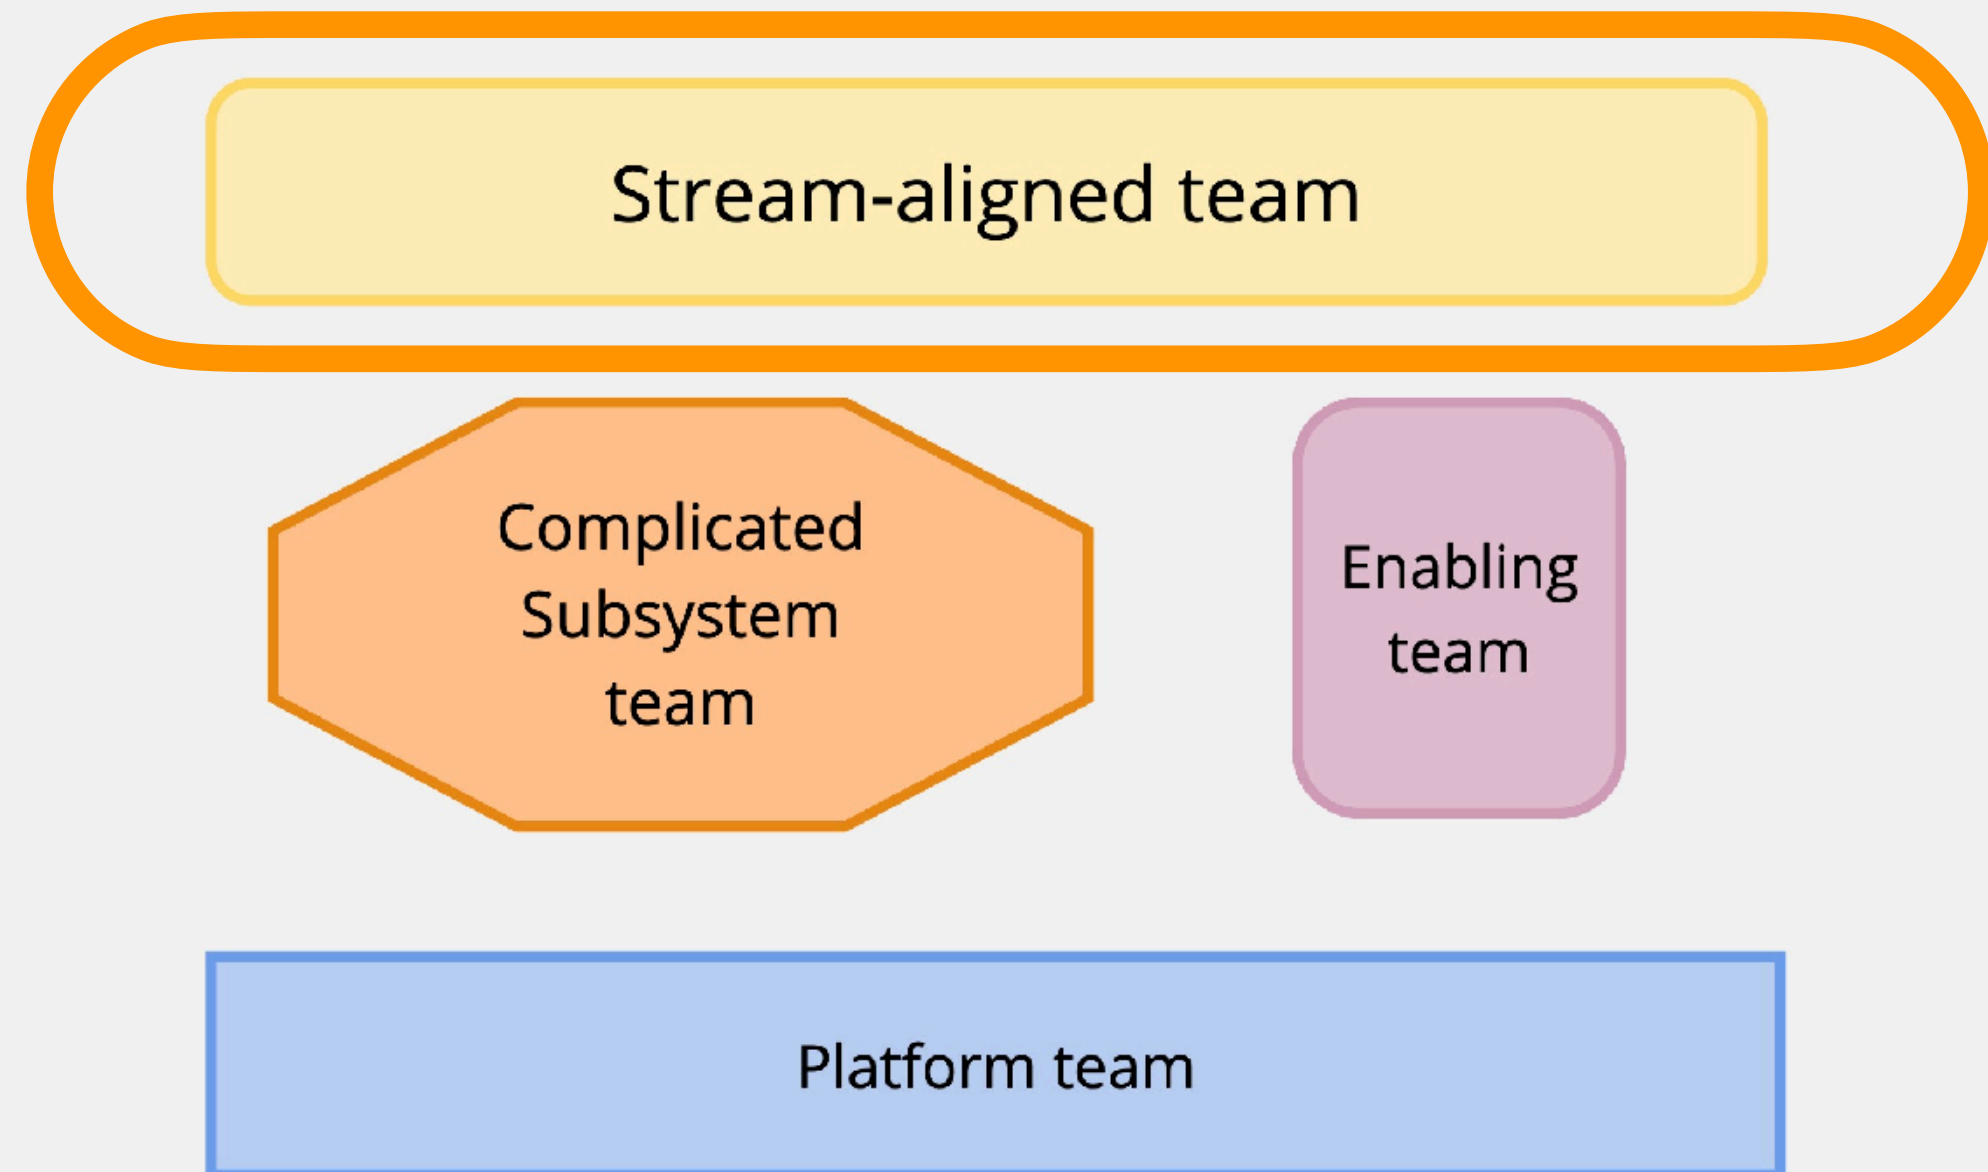 Stream-aligned team
Complicated
Subsystem
team
Enabling
team
Platform team